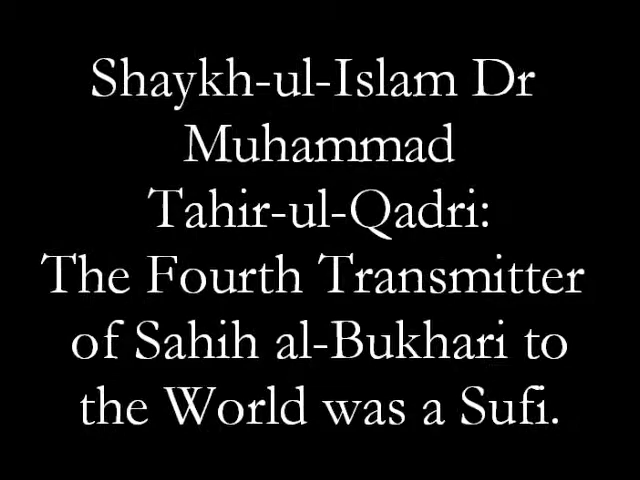 Shaykh-ul-Islam Dr
Muhammad
Tahir-ul-Qadri:
The Fourth Transmitter
of Sahih al-Bukhari to
the World was a Sufi.